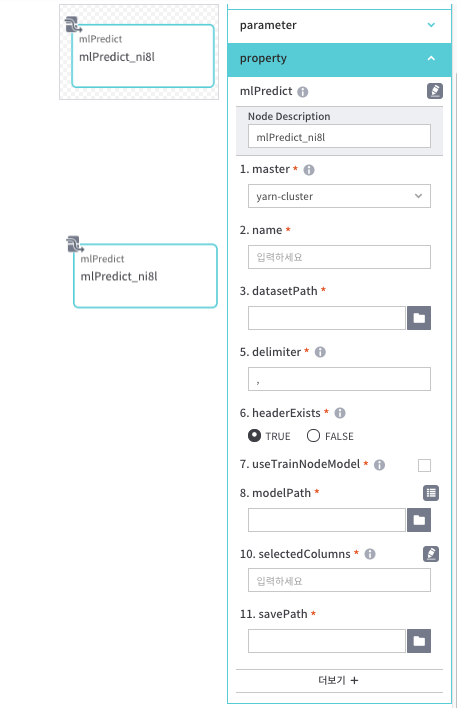 mlPredict
mlPredict_ni8l
mlPredict
mlPredict_ni8l
parameter
property
mlPredict
Node Description
mlPredict_ni8l
1. master *
yarn-cluster
2. name *
입력하세요
3. datasetPath *
5. delimiter *
,
6. headerExists *
TRUE FALSE
7. useTrainNodeModel *
8. modelPath *
10. selectedColumns *
입력하세요
11. savePath *
더보기 +